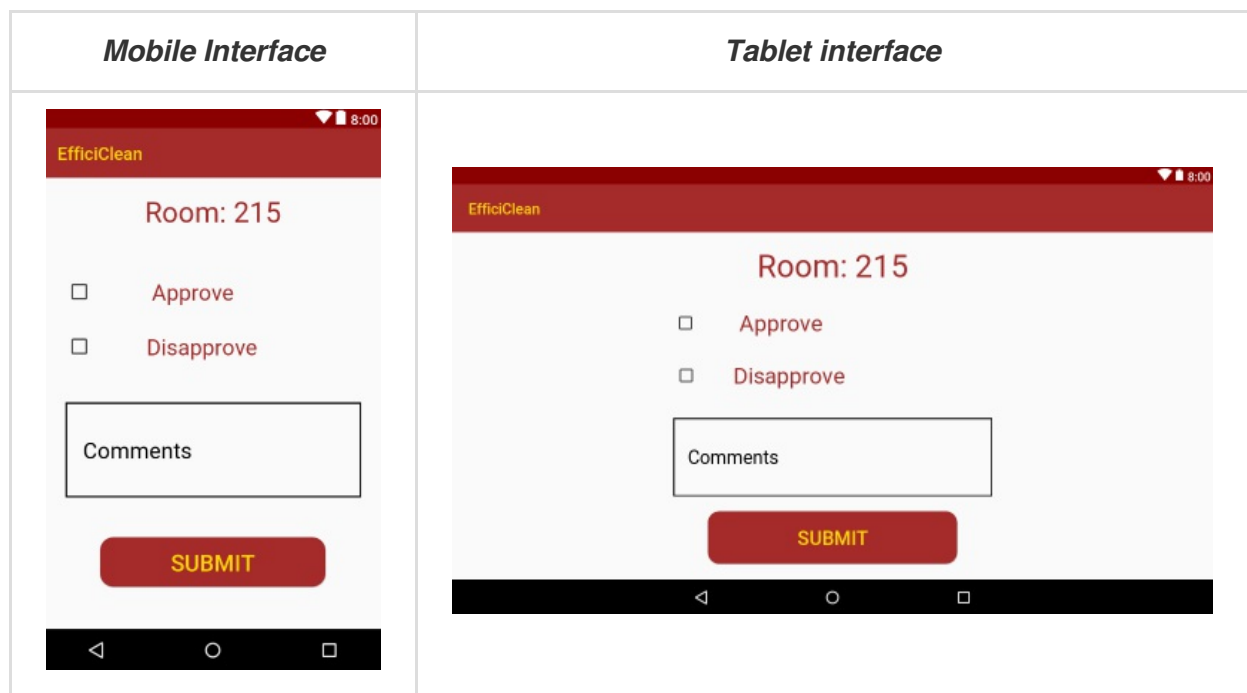 Mobile Interface
Tablet interface
8:00
EfficiClean
Room: 215
Approve
Disapprove
Comments
SUBMIT
8:00
EfficiClean
Room: 215
Approve
Disapprove
Comments
SUBMIT